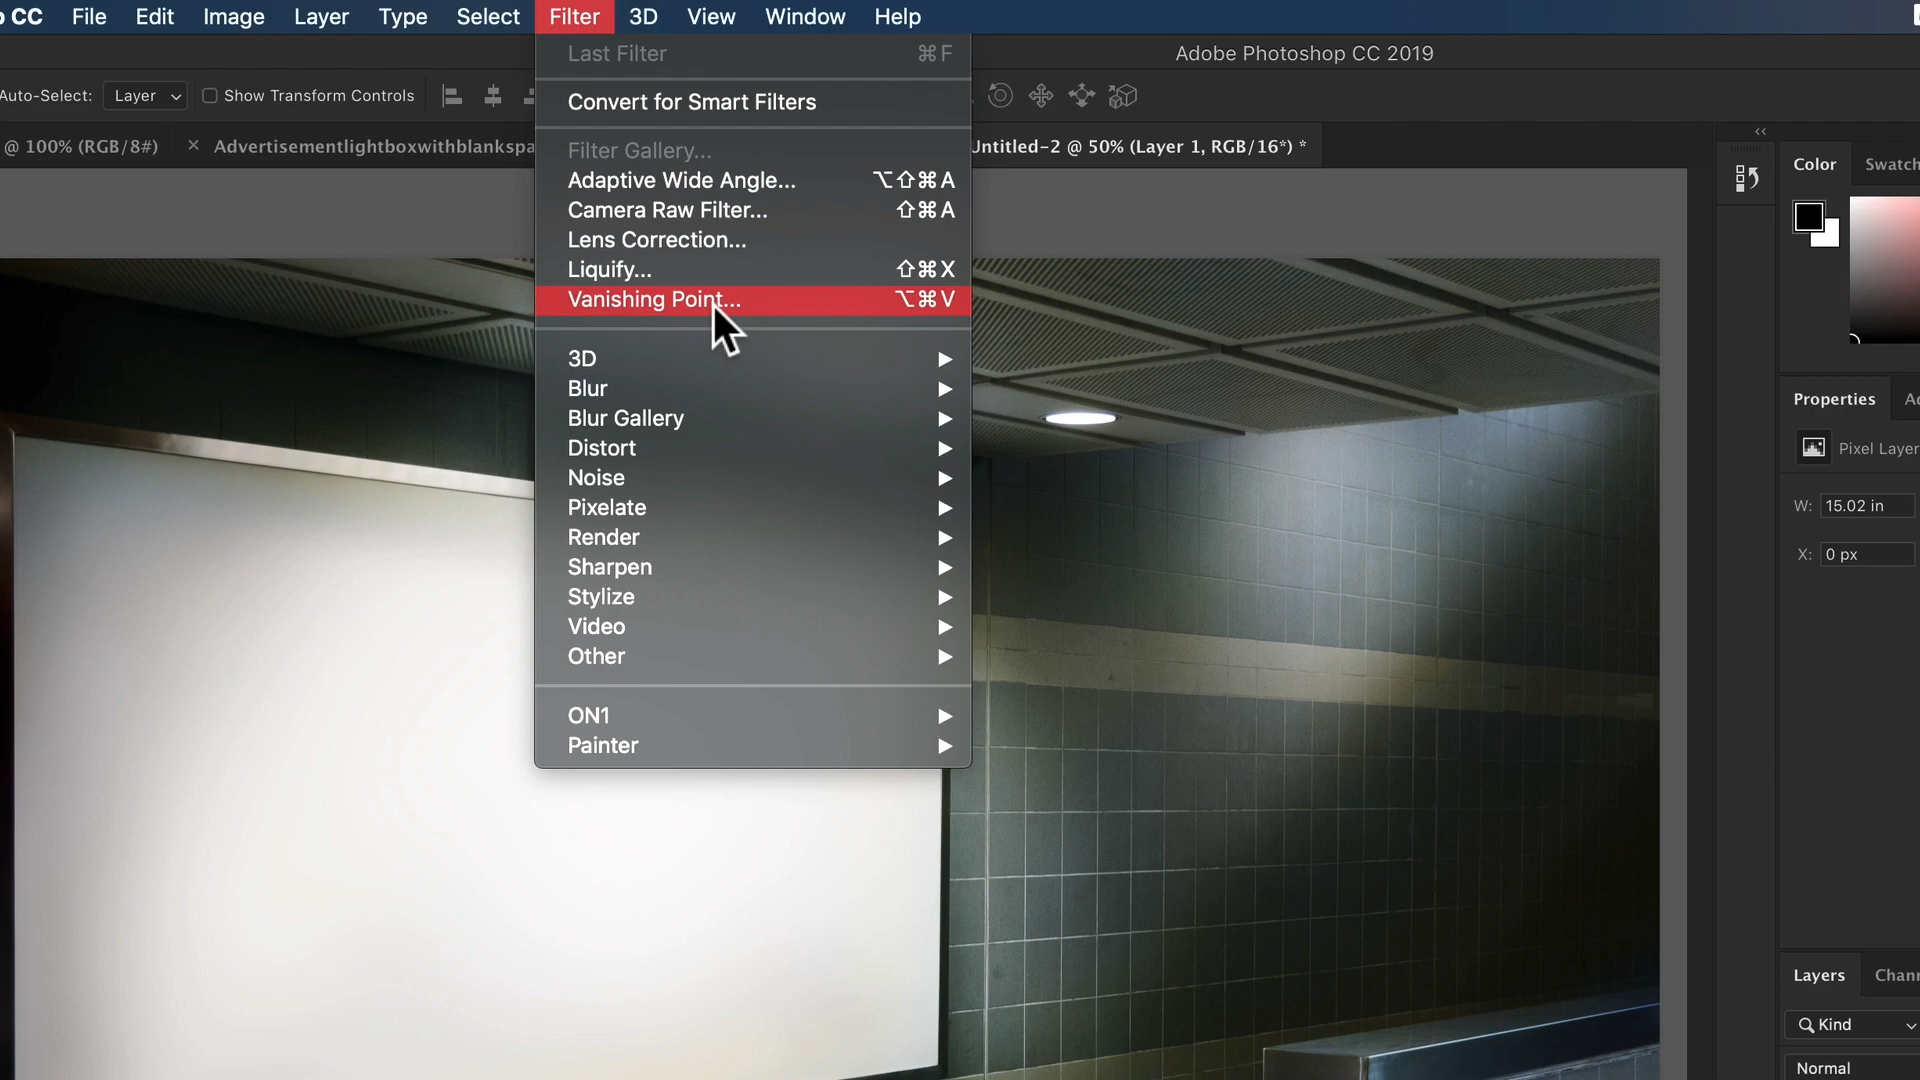 CC File Edit Image Layer Type Select Filter 3D View Window Help
Adobe Photoshop CC 2019
Auto-Select: Layer Show Transform Controls
@ 100% (RGB/8#) × Advertisementlightboxwithblankspa
Untitled-2 @ 50% (Layer 1, RGB/16*) *
Last Filter ⌘F
Convert for Smart Filters
Filter Gallery...
Adaptive Wide Angle... ⌥⇧⌘A
Camera Raw Filter... ⇧⌘A
Lens Correction...
Liquify... ⇧⌘X
Vanishing Point... ⌥⌘V
3D
Blur
Blur Gallery
Distort
Noise
Pixelate
Render
Sharpen
Stylize
Video
Other
ON1
Painter
Color Swatch
Properties
Pixel Layer
W: 15.02 in
X: 0 px
Layers Chann
Kind
Normal